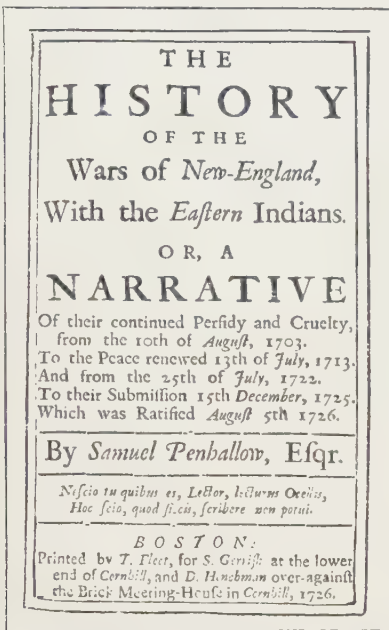 THE
HISTORY
OF THE
Wars of New-England,
With the Eaſtern Indians.
OR, A
NARRATIVE
Of their continued Perfidy and Cruelty,
from the 10th of Auguſt, 1703.
To the Peace renewed 13th of July, 1713.
And from the 25th of July, 1722.
To their Submiſſion 15th December, 1725.
Which was Ratified Auguſt 5th 1726.
By Samuel Penhallow, Eſqr.
Neſcio tu quibus es, Lector, lecturus Ocellis,
Hoc ſcio, quod ſiccis, ſcribere non potui.
BOSTON:
Printed by T. Fleet, for S. Gerriſh at the lower
end of Cornhill, and D. Henchman over-againſt
the Brick Meeting-Houſe in Cornhill, 1726.